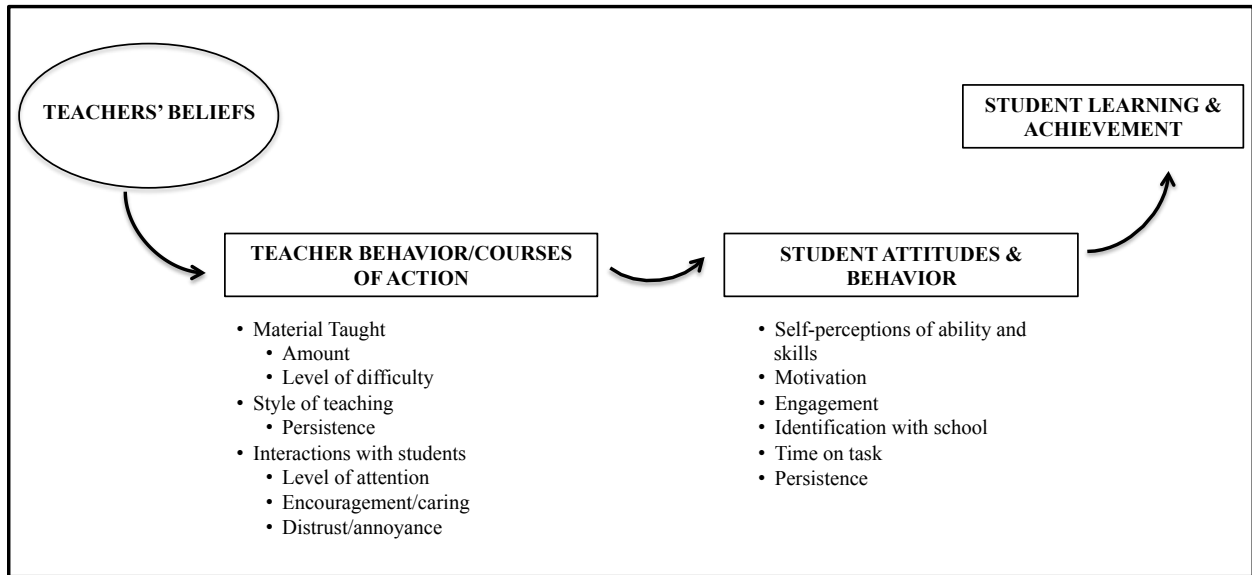 TEACHERS’ BELIEFS
STUDENT LEARNING &
ACHIEVEMENT
TEACHER BEHAVIOR/COURSES
OF ACTION
STUDENT ATTITUDES &
BEHAVIOR
• Material Taught
• Amount
• Level of difficulty
• Style of teaching
• Persistence
• Interactions with students
• Level of attention
• Encouragement/caring
• Distrust/annoyance
• Self-perceptions of ability and
skills
• Motivation
• Engagement
• Identification with school
• Time on task
• Persistence